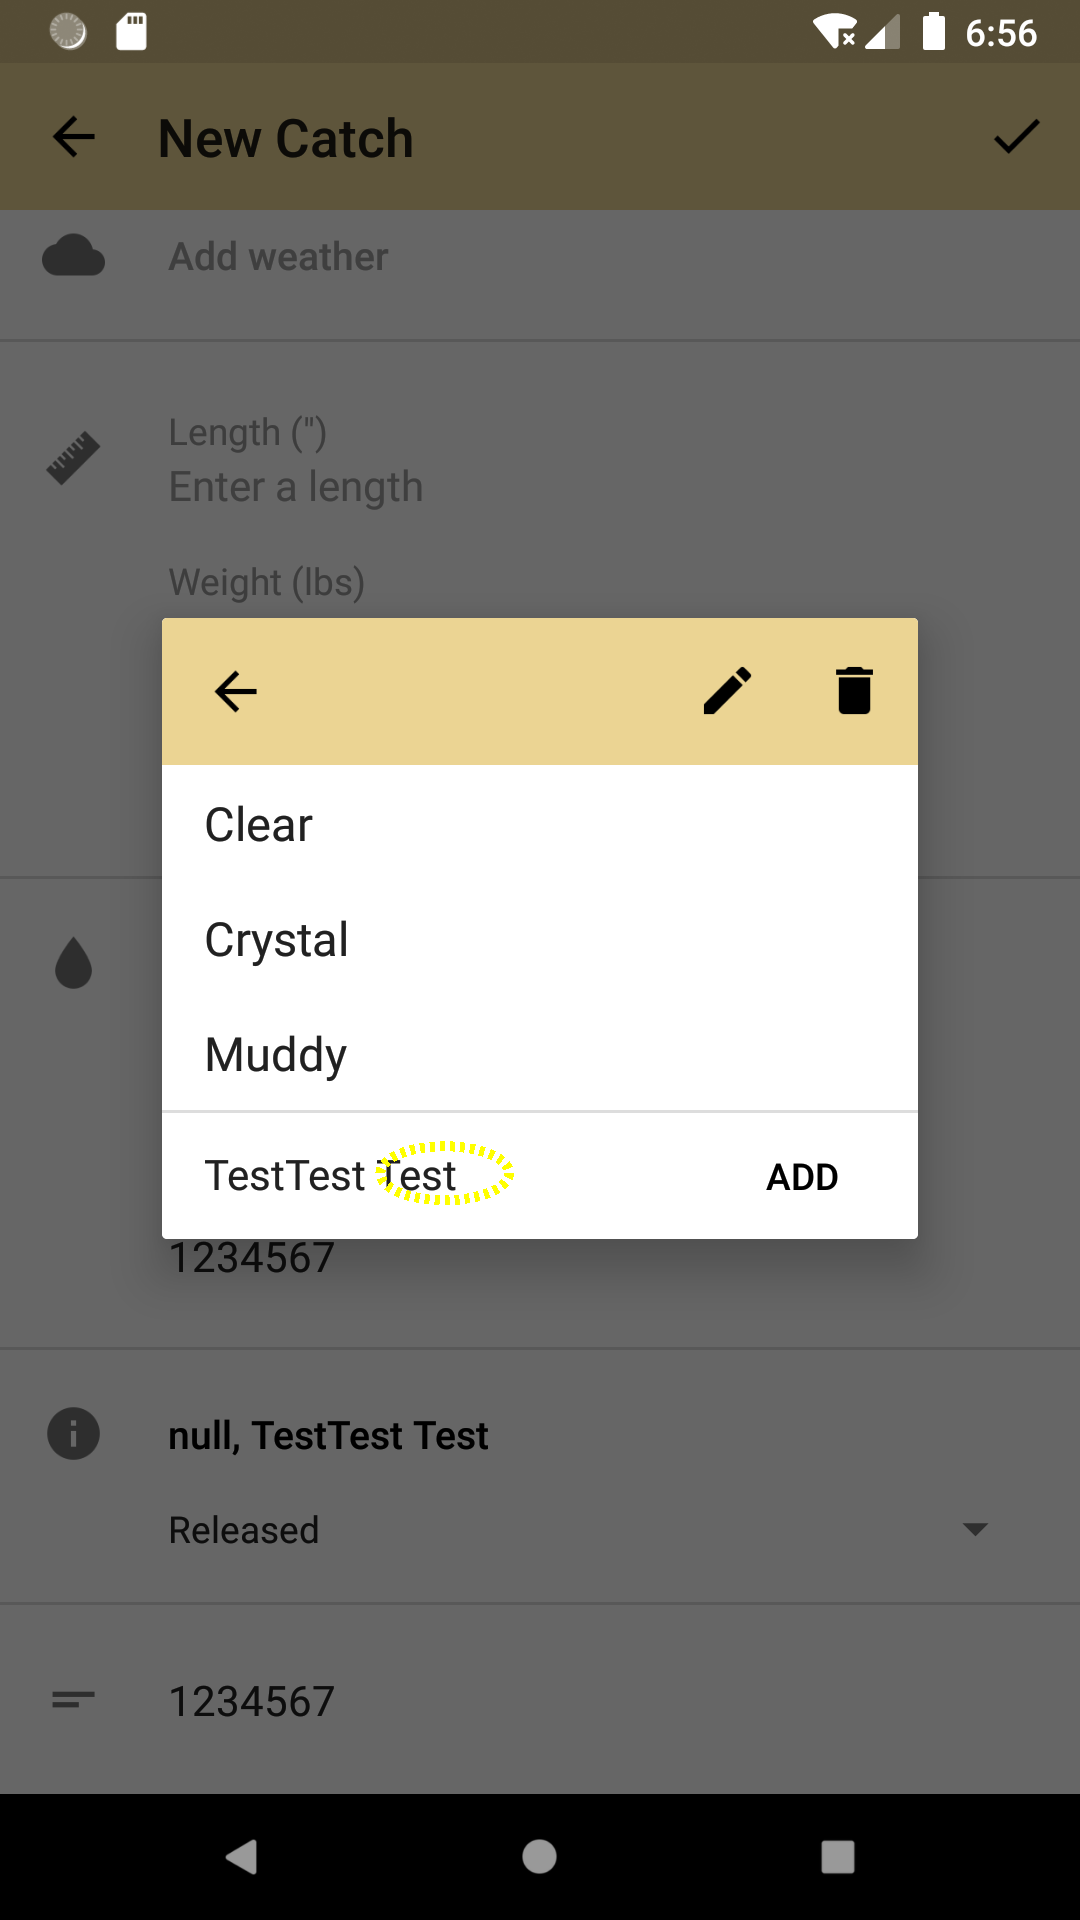 6:56
New Catch
Add weather
Length (")
Enter a length
Weight (lbs)
Clear
Crystal
Muddy
TestTest Test
ADD
1234567
null, TestTest Test
Released
1234567